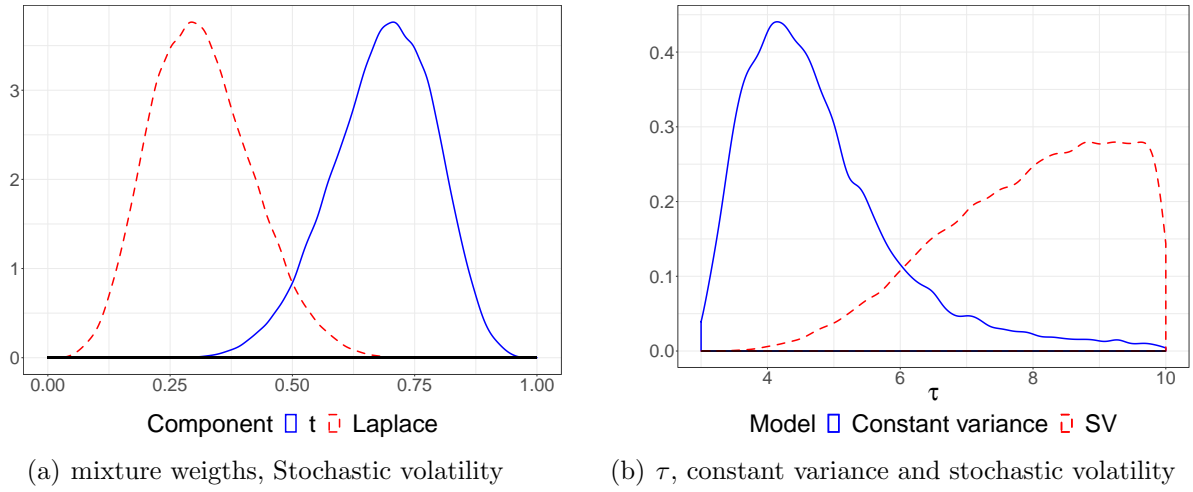 3
2
1
0
0.00 0.25 0.50 0.75 1.00
Component t Laplace
(a) mixture weigths, Stochastic volatility
0.4
0.3
0.2
0.1
0.0
4 6 8 10
τ
Model Constant variance SV
(b) τ, constant variance and stochastic volatility